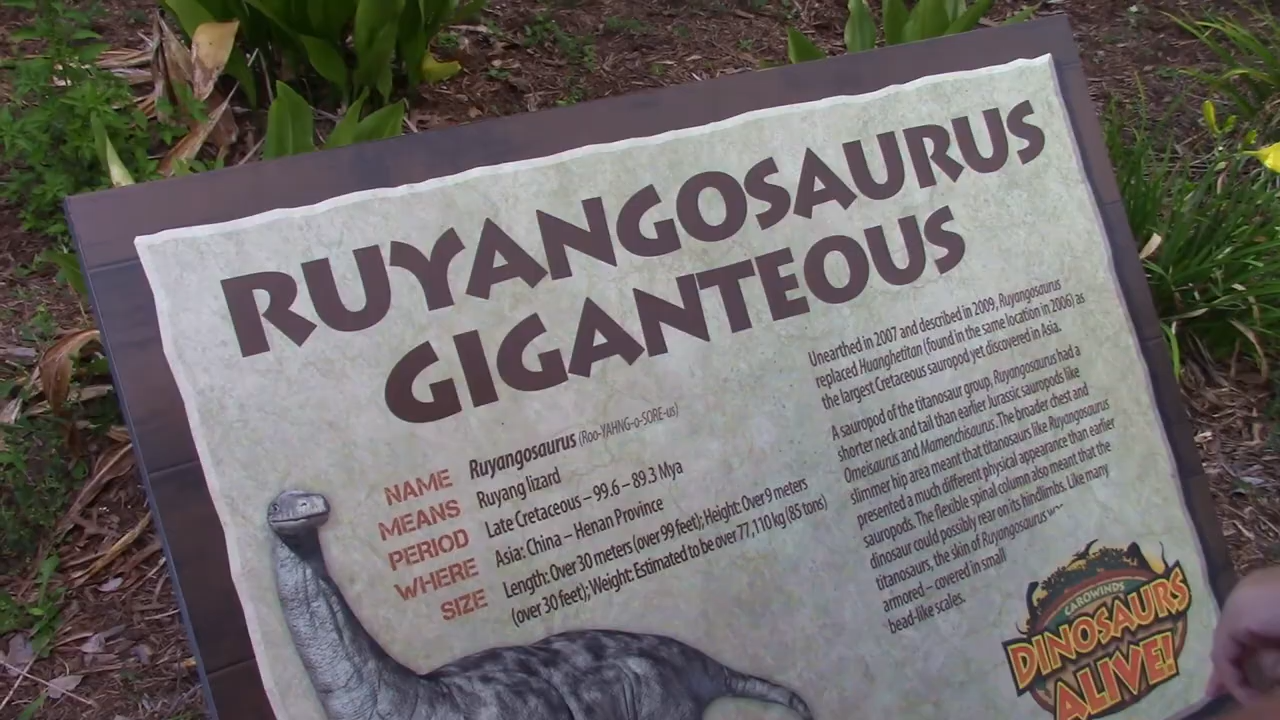 RUYANGOSAURUS
GIGANTEOUS
NAME Ruyangosaurus (Roo-YAHNG-o-SORE-us)
MEANS Ruyang lizard
PERIOD Late Cretaceous – 99.6 – 89.3 Mya
WHERE Asia: China – Henan Province
SIZE Length: Over 30 meters (over 99 feet); Height: Over 9 meters
(over 30 feet); Weight: Estimated to be over 77,110 kg (85 tons)
Unearthed in 2007 and described in 2009, Ruyangosaurus
replaced Huanghetitan (found in the same location in 2006) as
the largest Cretaceous sauropod yet discovered in Asia.
A sauropod of the titanosaur group, Ruyangosaurus had a
shorter neck and tail than earlier Jurassic sauropods like
Omeisaurus and Mamenchisaurus. The broader chest and
slimmer hip area meant that titanosaurs like Ruyangosaurus
presented a much different physical appearance than earlier
sauropods. The flexible spinal column also meant that the
dinosaur could possibly rear on its hindlimbs. Like many
titanosaurs, the skin of Ruyangosaurus
armored – covered in small
bead-like scales.
CAROWINDS
DINOSAURS
ALIVE!